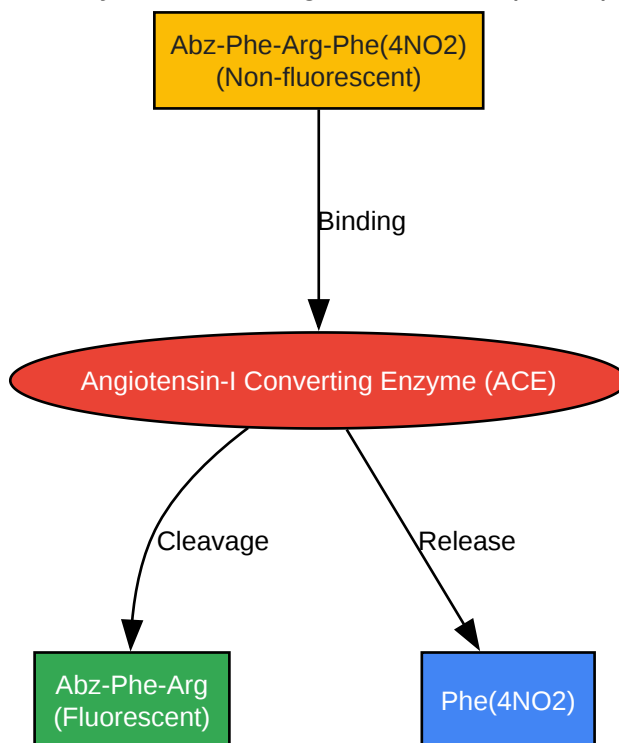 Abz-Phe-Arg-Phe(4NO2)
(Non-fluorescent)
Binding
Angiotensin-I Converting Enzyme (ACE)
Cleavage
Release
Abz-Phe-Arg
(Fluorescent)
Phe(4NO2)